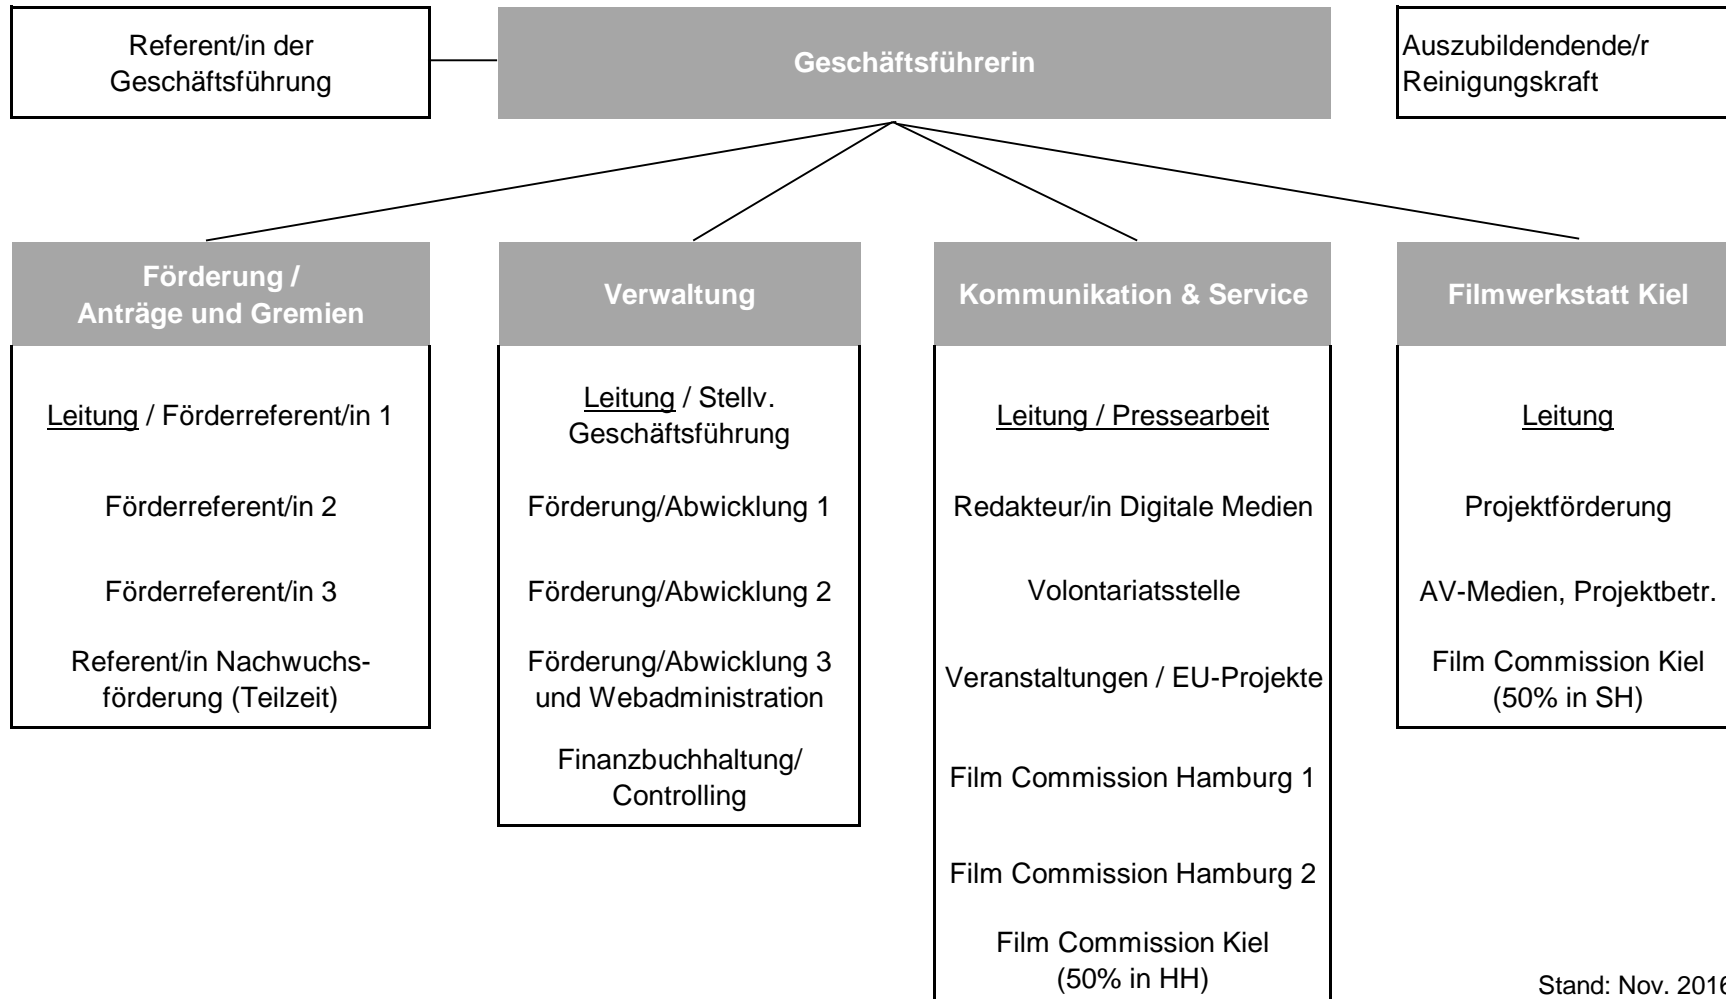 Referent/in der
Geschäftsführung
Geschäftsführerin
Auszubildendende/r
Reinigungskraft
Förderung /
Anträge und Gremien
Verwaltung
Kommunikation & Service
Filmwerkstatt Kiel
Leitung / Förderreferent/in 1
Förderreferent/in 2
Förderreferent/in 3
Referent/in Nachwuchs-
förderung (Teilzeit)
Leitung / Stellv.
Geschäftsführung
Förderung/Abwicklung 1
Förderung/Abwicklung 2
Förderung/Abwicklung 3
und Webadministration
Finanzbuchhaltung/
Controlling
Leitung / Pressearbeit
Redakteur/in Digitale Medien
Volontariatsstelle
Veranstaltungen / EU-Projekte
Film Commission Hamburg 1
Film Commission Hamburg 2
Film Commission Kiel
(50% in HH)
Leitung
Projektförderung
AV-Medien, Projektbetr.
Film Commission Kiel
(50% in SH)
Stand: Nov. 2016